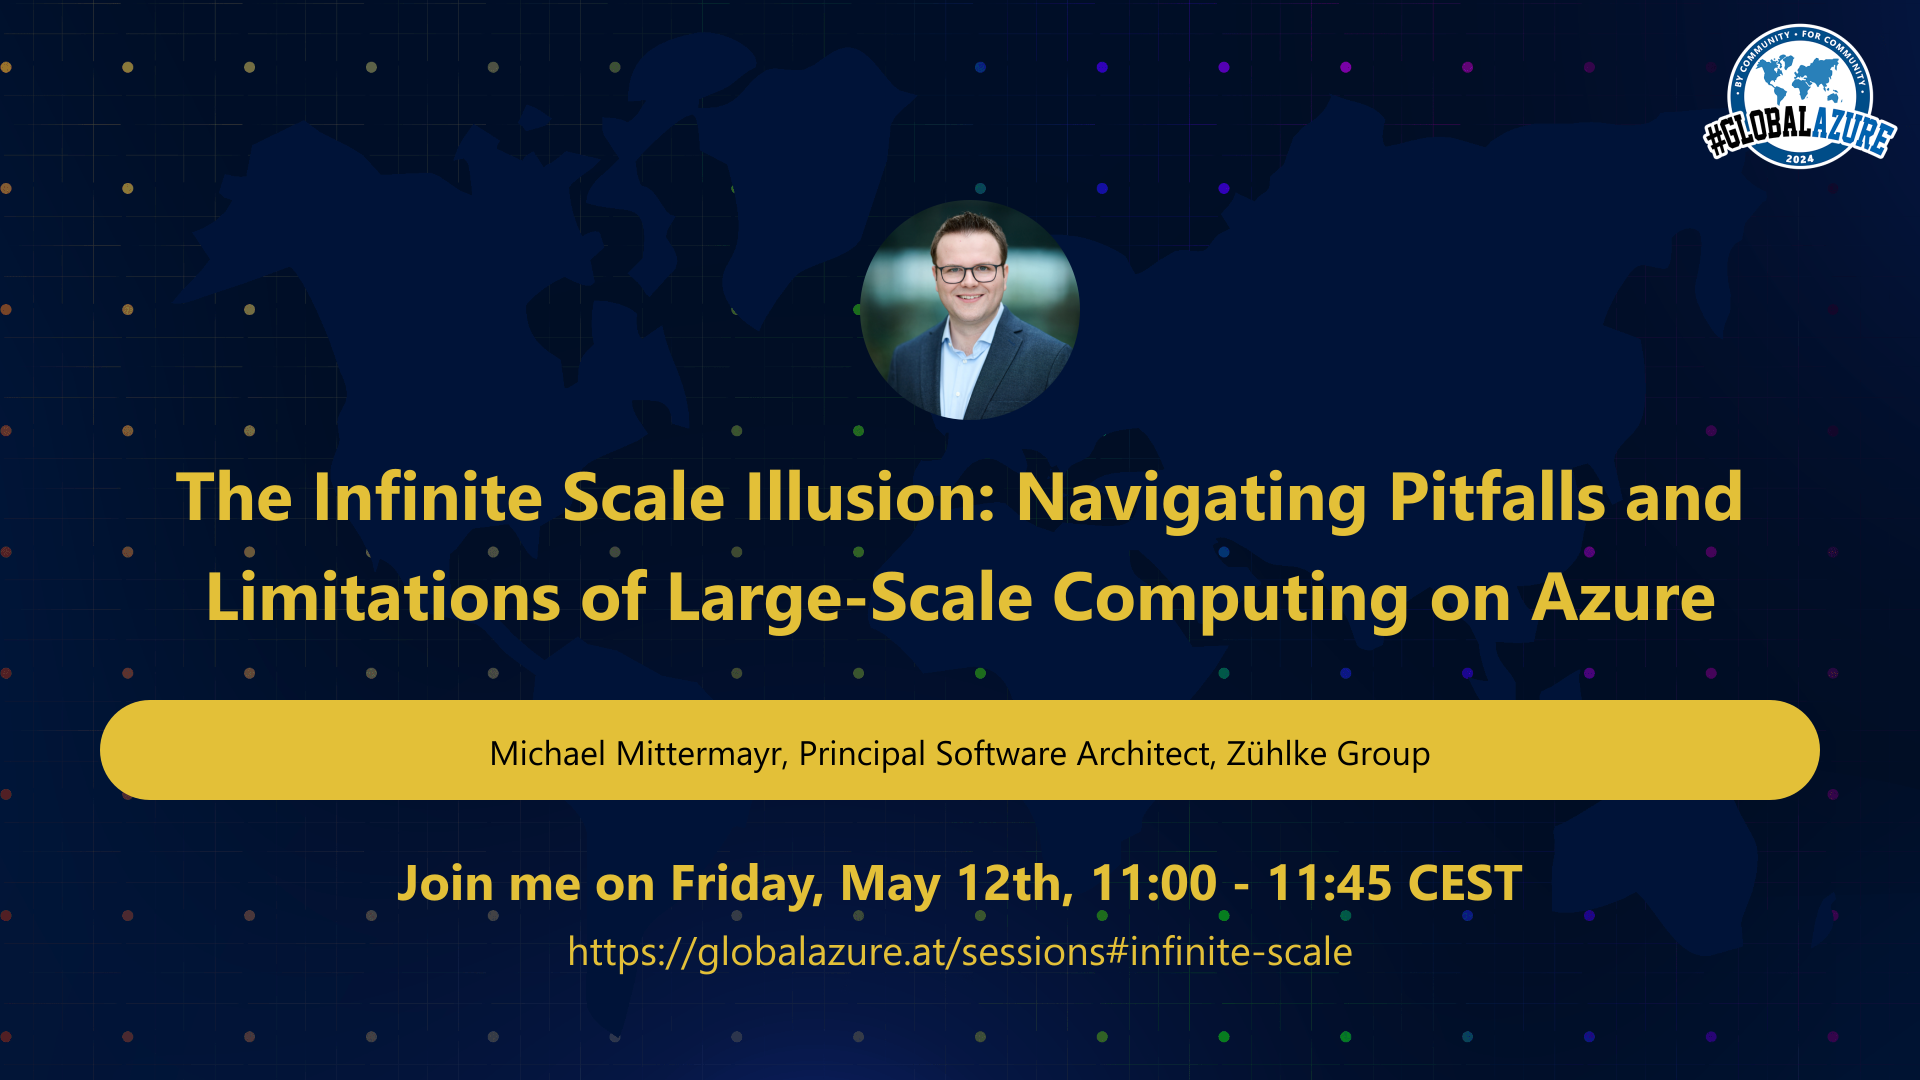 • BY COMMUNITY • FOR COMMUNITY •
#GLOBALAZURE
2024
The Infinite Scale Illusion: Navigating Pitfalls and
Limitations of Large-Scale Computing on Azure
Michael Mittermayr, Principal Software Architect, Zühlke Group
Join me on Friday, May 12th, 11:00 - 11:45 CEST
https://globalazure.at/sessions#infinite-scale